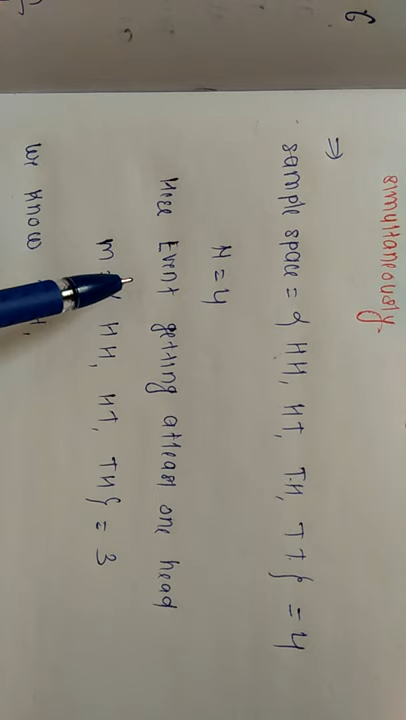 simultaneously.
⇒
sample space = { HH, HT, TH, TT } = 4
N = 4
Here Event getting atleast one head
m = { HH, HT, TH } = 3
we know